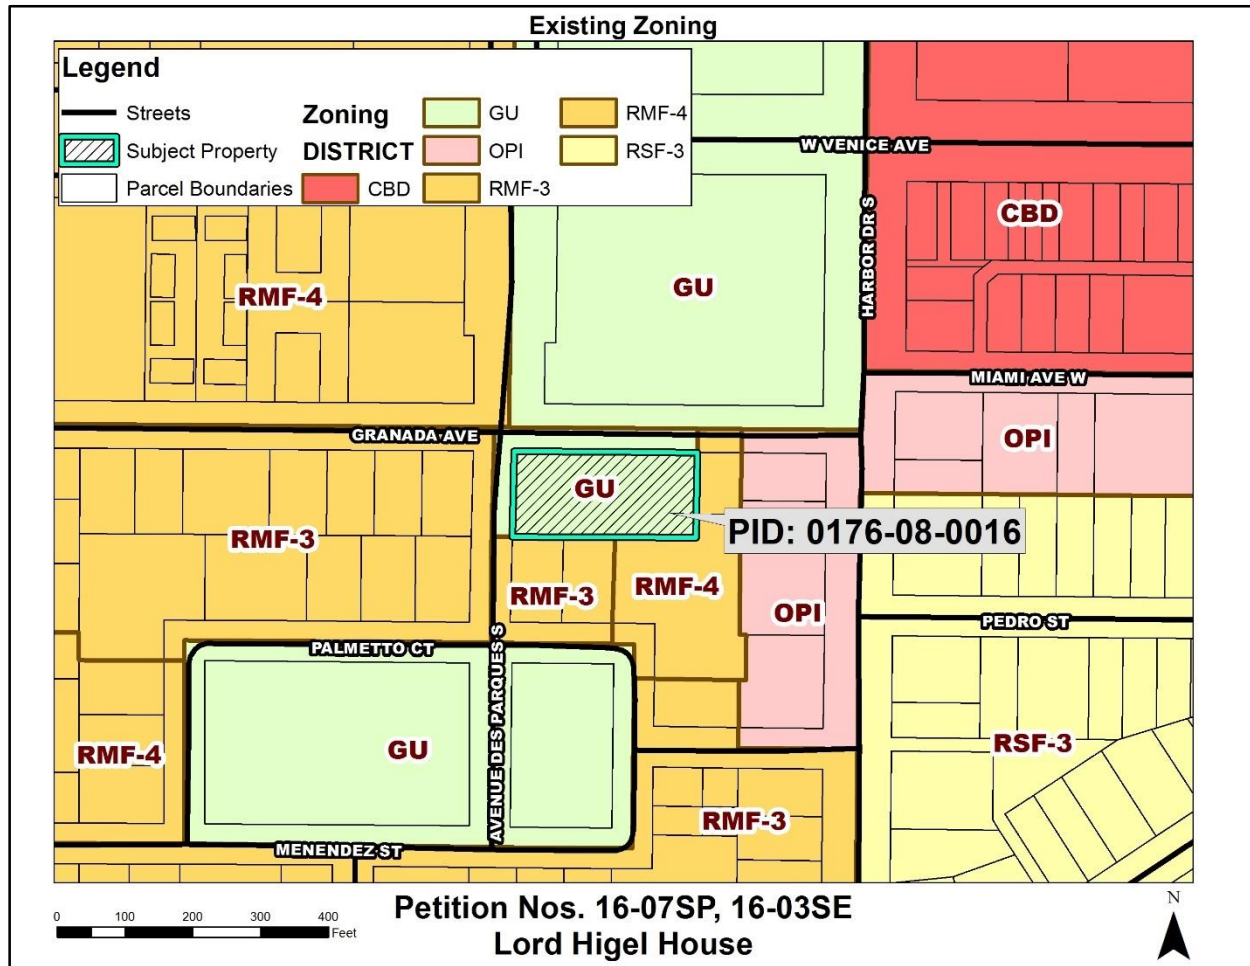 Existing Zoning
Legend
Streets
Subject Property
Parcel Boundaries
Zoning
DISTRICT
CBD
GU
OPI
RMF-3
RMF-4
RSF-3
W VENICE AVE
HARBOR DR S
CBD
RMF-4
GU
MIAMI AVE W
GRANADA AVE
OPI
GU
PID: 0176-08-0016
RMF-3
RMF-3
RMF-4
OPI
PEDRO ST
PALMETTO CT
AVENUE DES PARQUES S
RMF-4
GU
RSF-3
RMF-3
MENENDEZ ST
0 100 200 300 400
Feet
Petition Nos. 16-07SP, 16-03SE
Lord Higel House
N